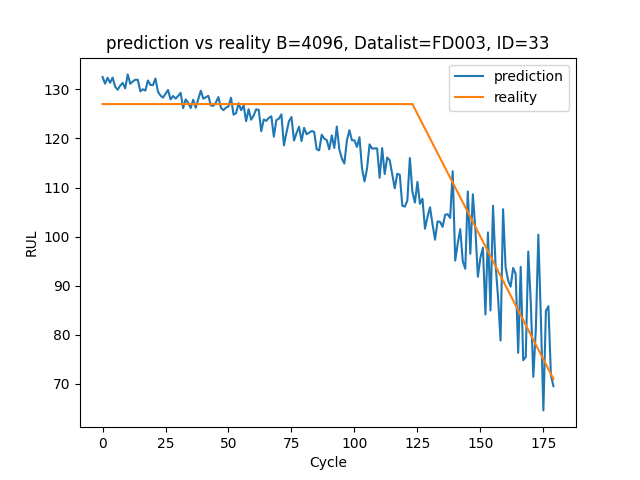 prediction vs reality B=4096, Datalist=FD003, ID=33
prediction
reality
RUL
130
120
110
100
90
80
70
0 25 50 75 100 125 150 175
Cycle